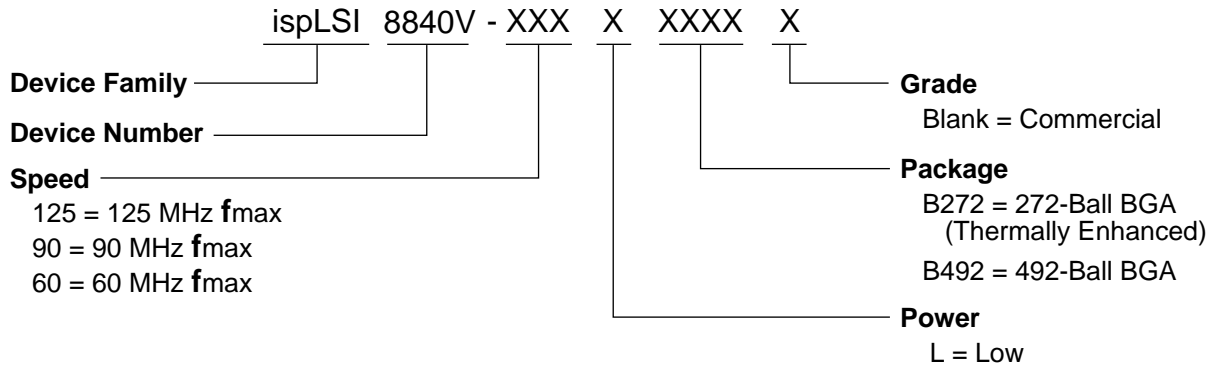 ispLSI 8840V - XXX X XXXX X
Device Family
Device Number
Speed
125 = 125 MHz fmax
90 = 90 MHz fmax
60 = 60 MHz fmax
Grade
Blank = Commercial
Package
B272 = 272-Ball BGA
(Thermally Enhanced)
B492 = 492-Ball BGA
Power
L = Low